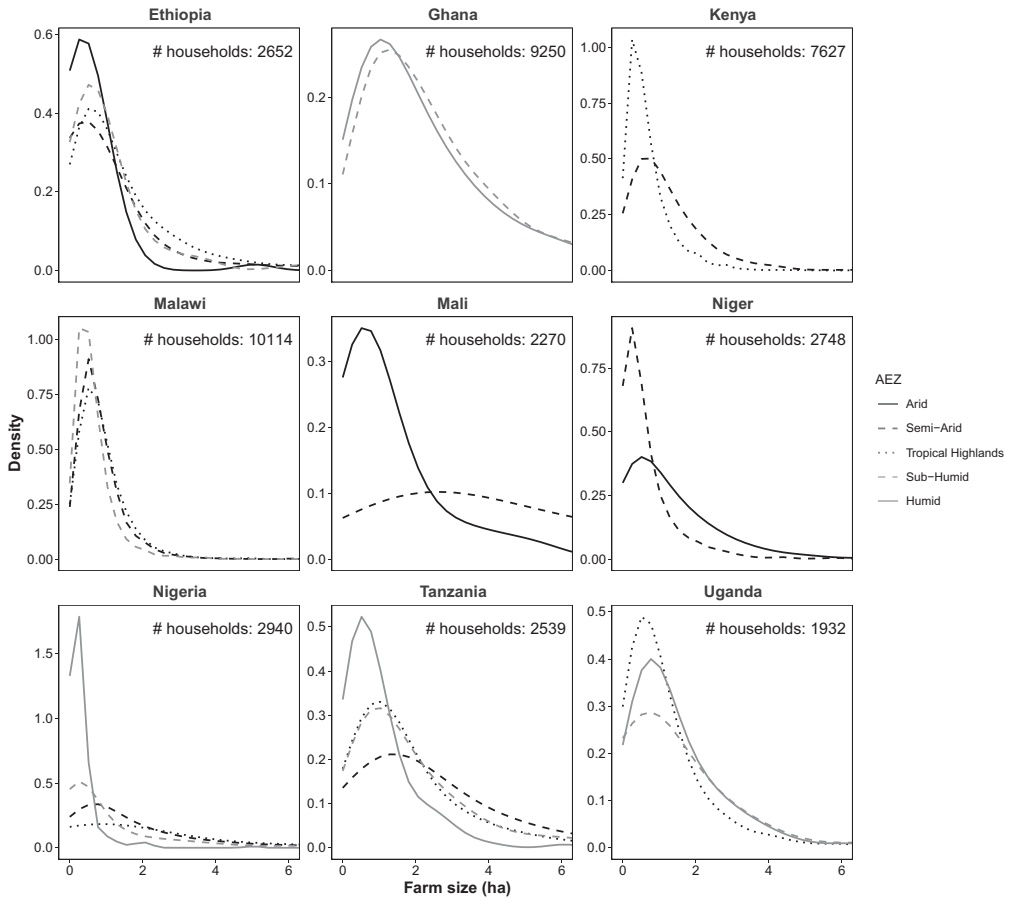 Ethiopia
Ghana
Kenya
# households: 2652
# households: 9250
# households: 7627
0.6
0.4
0.2
0.0
0.2
0.1
0.0
1.00
0.75
0.50
0.25
0.00
Malawi
Mali
Niger
# households: 10114
# households: 2270
# households: 2748
1.00
0.75
0.50
0.25
0.00
0.3
0.2
0.1
0.0
0.75
0.50
0.25
0.00
Density
AEZ
Arid
Semi−Arid
Tropical Highlands
Sub−Humid
Humid
Nigeria
Tanzania
Uganda
# households: 2940
# households: 2539
# households: 1932
1.5
1.0
0.5
0.0
0.5
0.4
0.3
0.2
0.1
0.0
0.5
0.4
0.3
0.2
0.1
0.0
0 2 4 6
0 2 4 6
0 2 4 6
Farm size (ha)